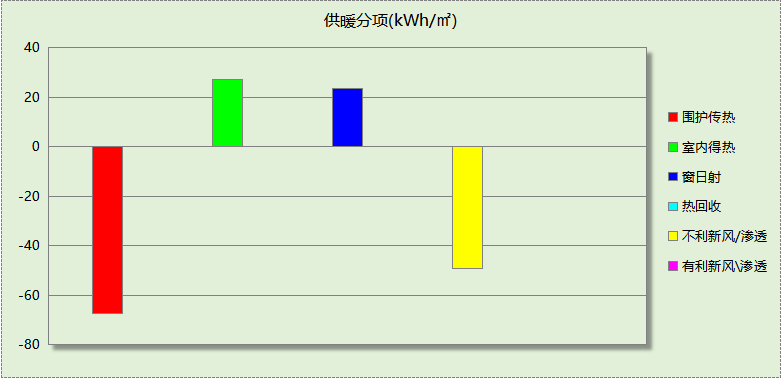 供暖分项(kWh/㎡)
40
20
0
-20
-40
-60
-80
围护传热
室内得热
窗日射
热回收
不利新风/渗透
有利新风\渗透